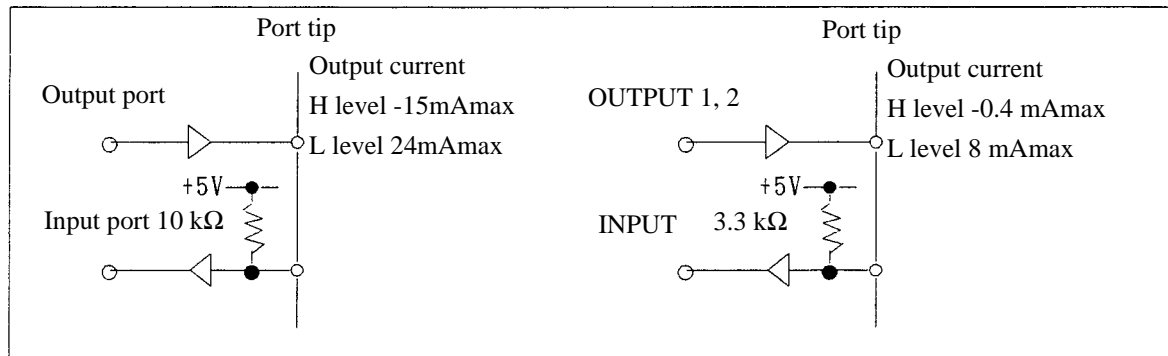 Port tip
Output current
Output port
H level -15mAmax
L level 24mAmax
+5V
Input port 10 kΩ
Port tip
Output current
OUTPUT 1, 2
H level -0.4 mAmax
L level 8 mAmax
+5V
INPUT 3.3 kΩ